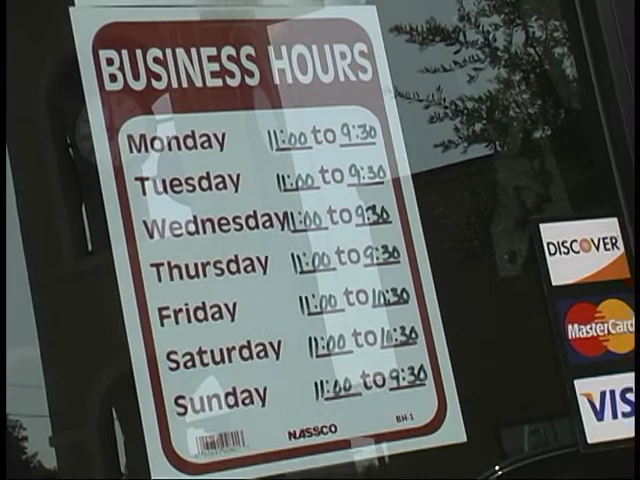 BUSINESS HOURS
Monday 11:00 to 9:30
Tuesday 11:00 to 9:30
Wednesday 11:00 to 9:30
Thursday 11:00 to 9:30
Friday 11:00 to 10:30
Saturday 11:00 to 10:30
Sunday 11:00 to 9:30
NASSCO
BH-1
DISCOVER
MasterCard
VISA